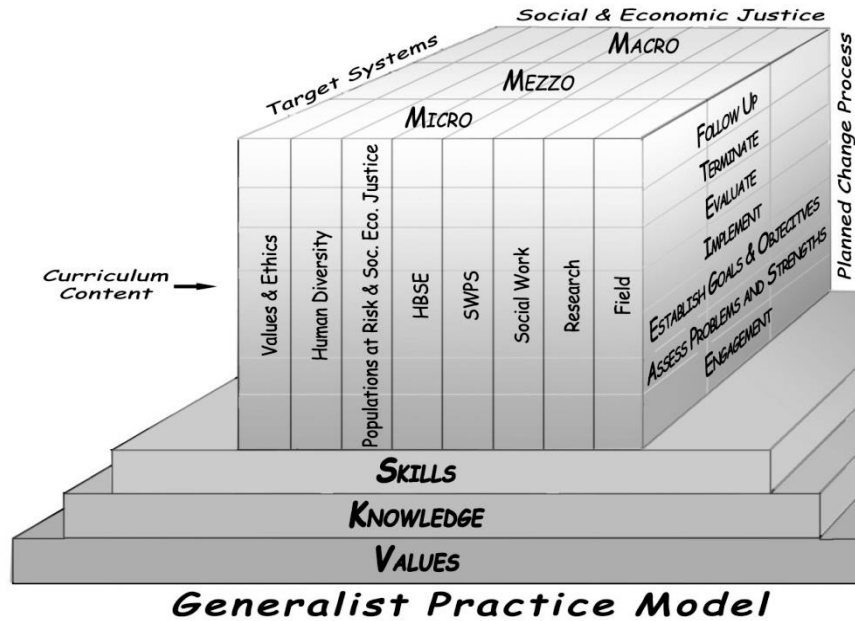 Social & Economic Justice
Target Systems
MACRO
MEZZO
MICRO
Planned Change Process
FOLLOW UP
TERMINATE
EVALUATE
IMPLEMENT
ESTABLISH GOALS & OBJECITVES
ASSESS PROBLEMS AND STRENGTHS
ENGAGEMENT
Curriculum
Content
Values & Ethics
Human Diversity
Populations at Risk & Soc. Eco. Justice
HBSE
SWPS
Social Work
Research
Field
SKILLS
KNOWLEDGE
VALUES
Generalist Practice Model